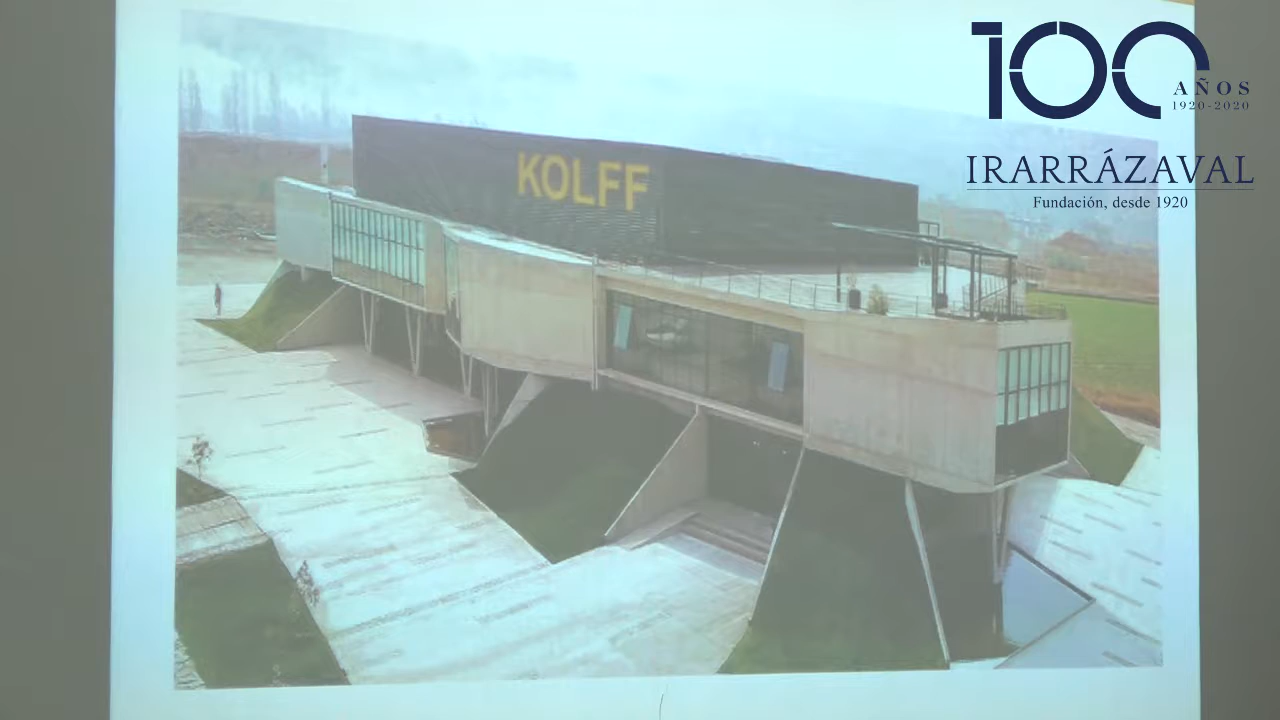 KOLFF
100
AÑOS
1920-2020
IRARRÁZAVAL
Fundación, desde 1920